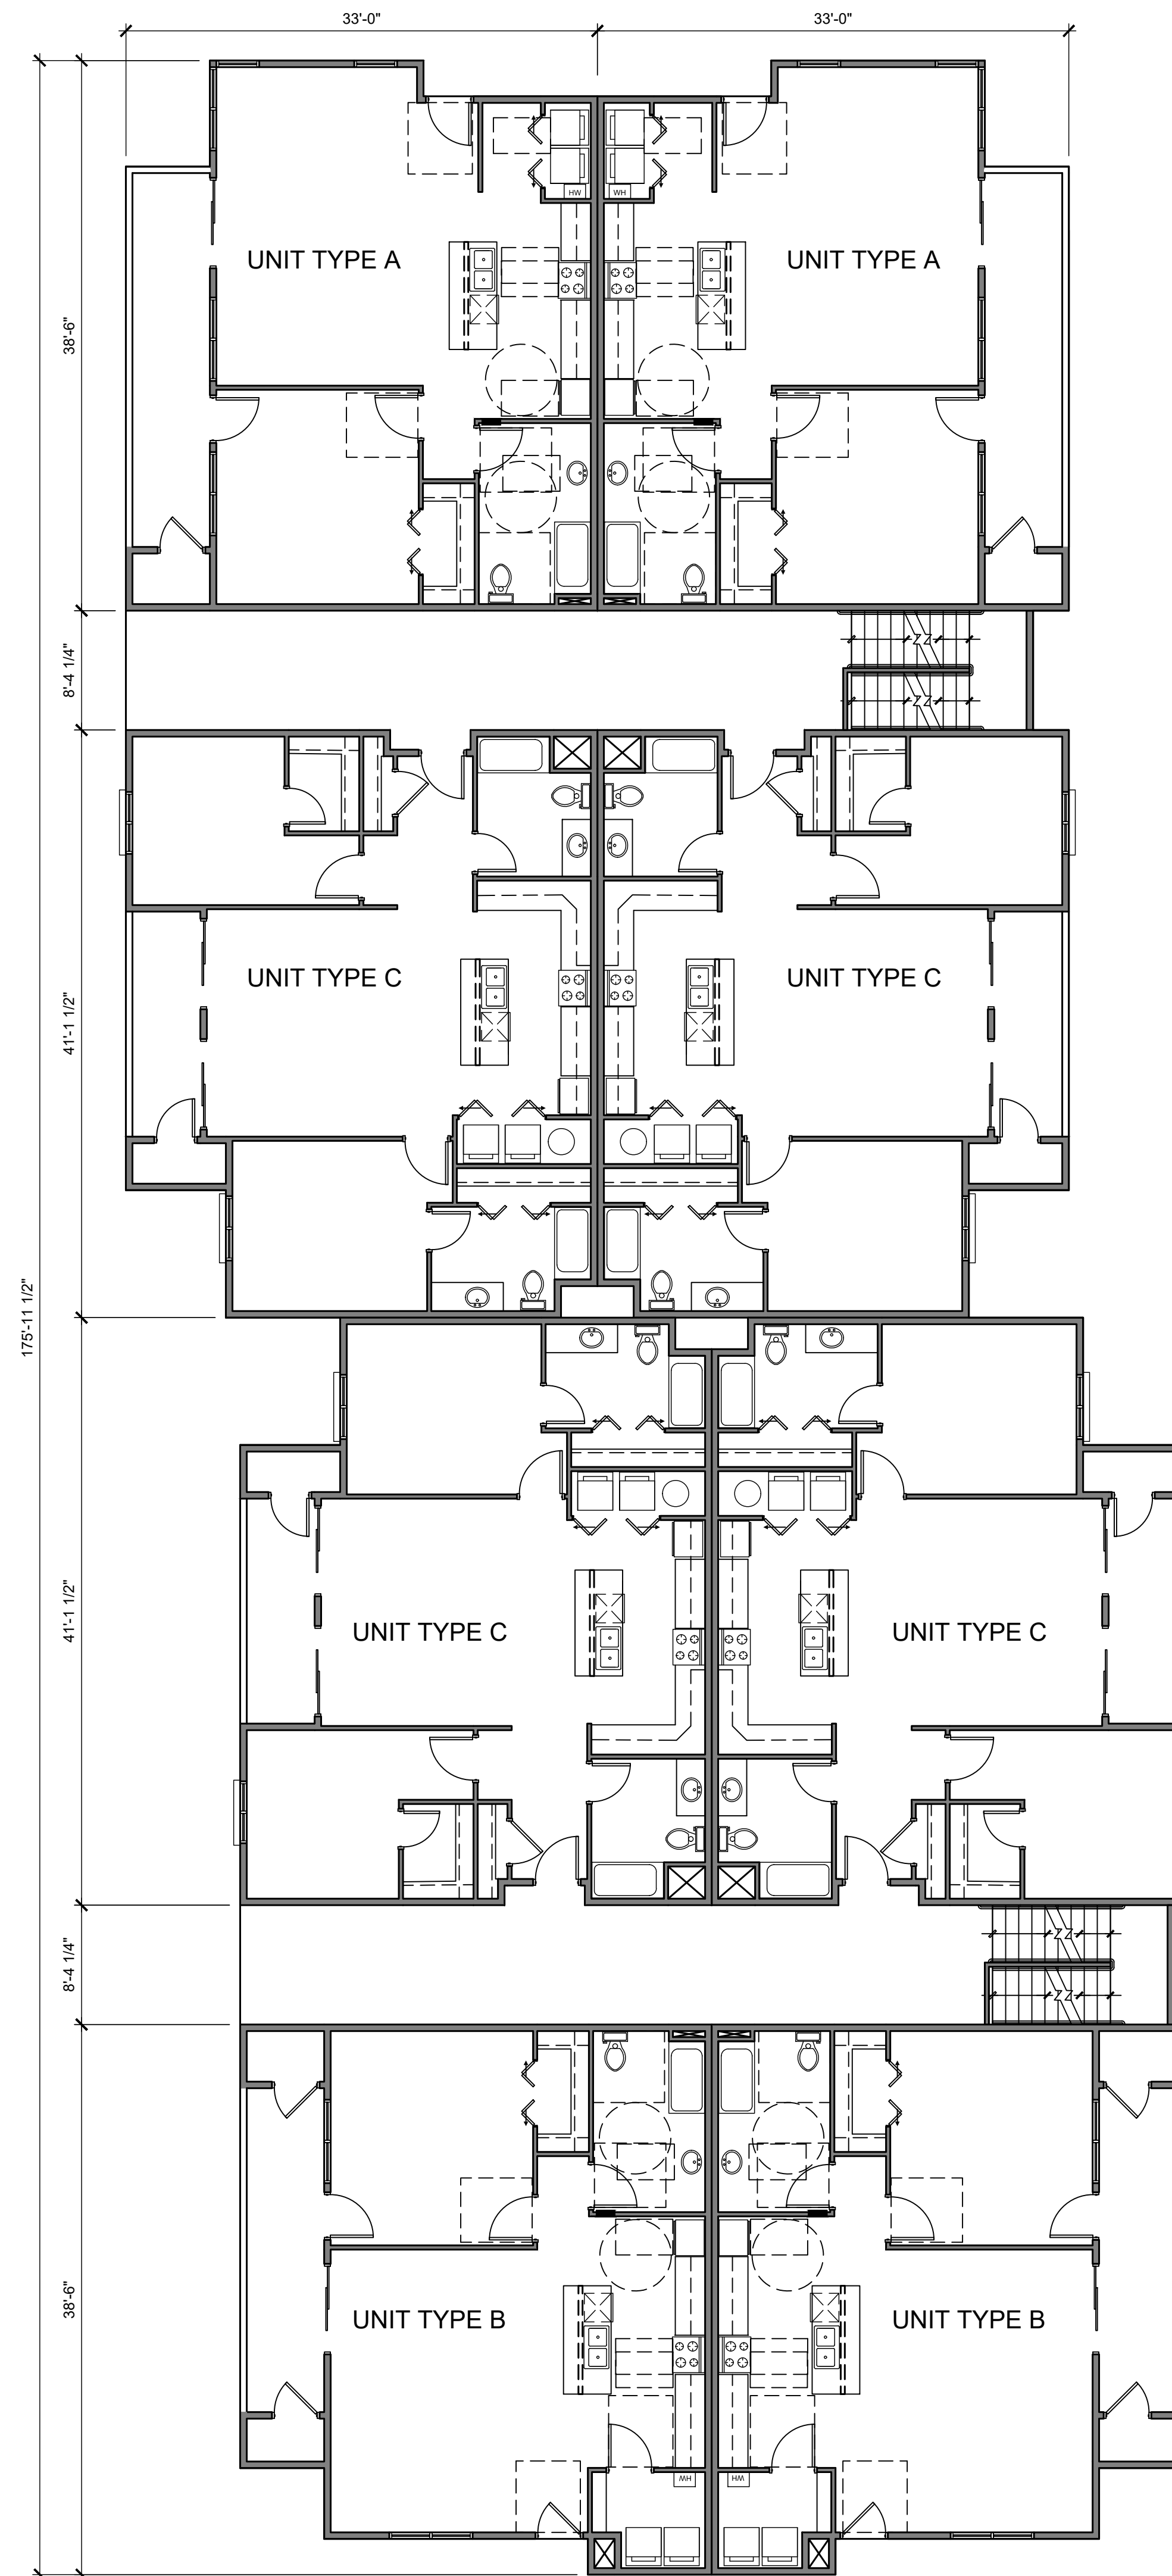 33'-0" 33'-0"
HW WH
UNIT TYPE A UNIT TYPE A
38'-6"
8'-4 1/4"
UNIT TYPE C UNIT TYPE C
41'-1 1/2"
175'-11 1/2"
UNIT TYPE C UNIT TYPE C
41'-1 1/2"
8'-4 1/4"
38'-6"
UNIT TYPE B UNIT TYPE B
HW WH